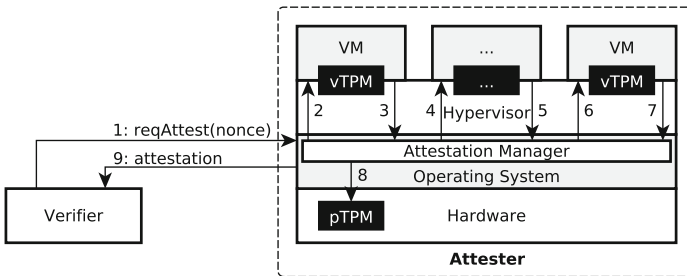 VM ... VM
vTPM ... vTPM
2 3 4 Hypervisor 5 6 7
1: reqAttest(nonce)
Attestation Manager
9: attestation
8 Operating System
Verifier
pTPM Hardware
Attester